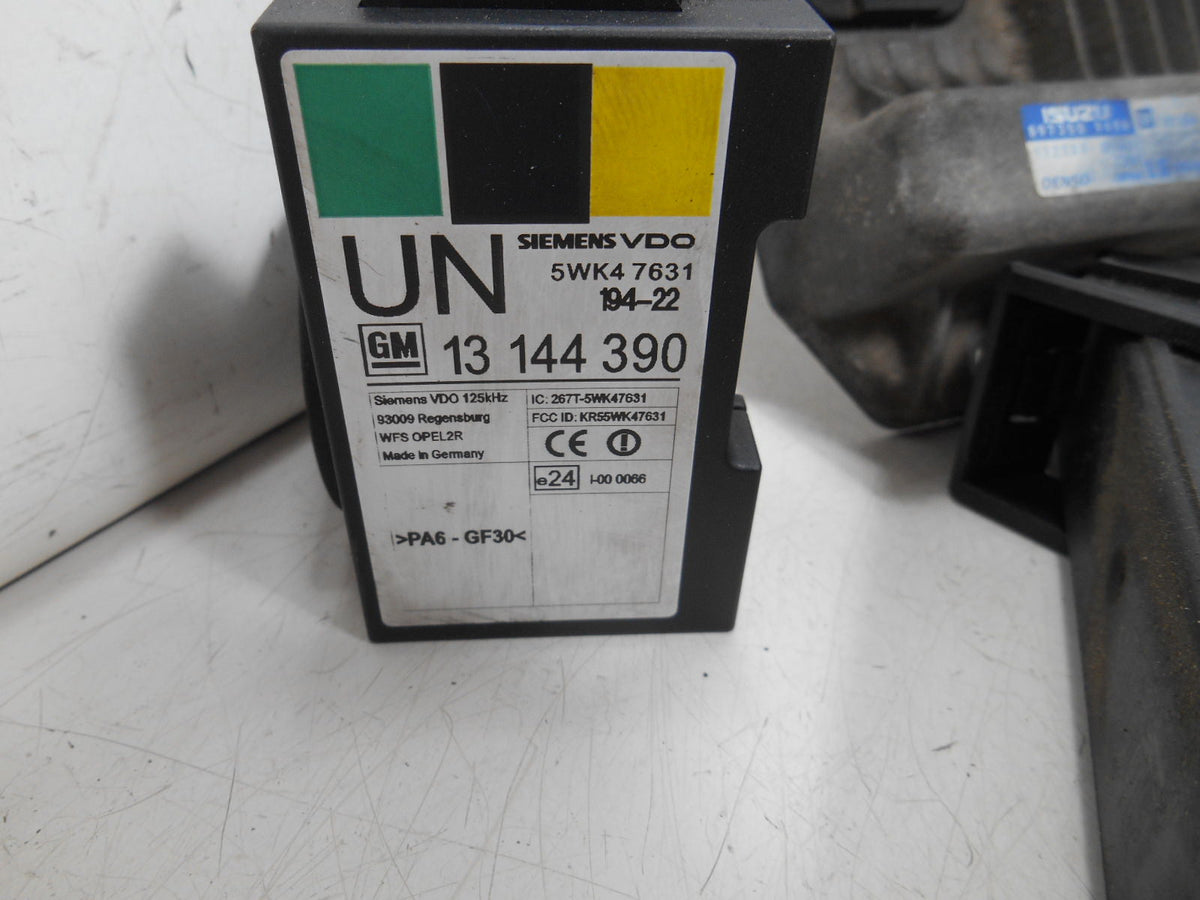 UN
SIEMENS VDO
5WK4 7631
194-22
GM 13 144 390
Siemens VDO 125kHz
93009 Regensburg
WFS OPEL2R
Made in Germany
IC: 267T-5WK47631
FCC ID: KR55WK47631
CE
e24 I-00 0066
>PA6 - GF30<
ISUZU
DENSO